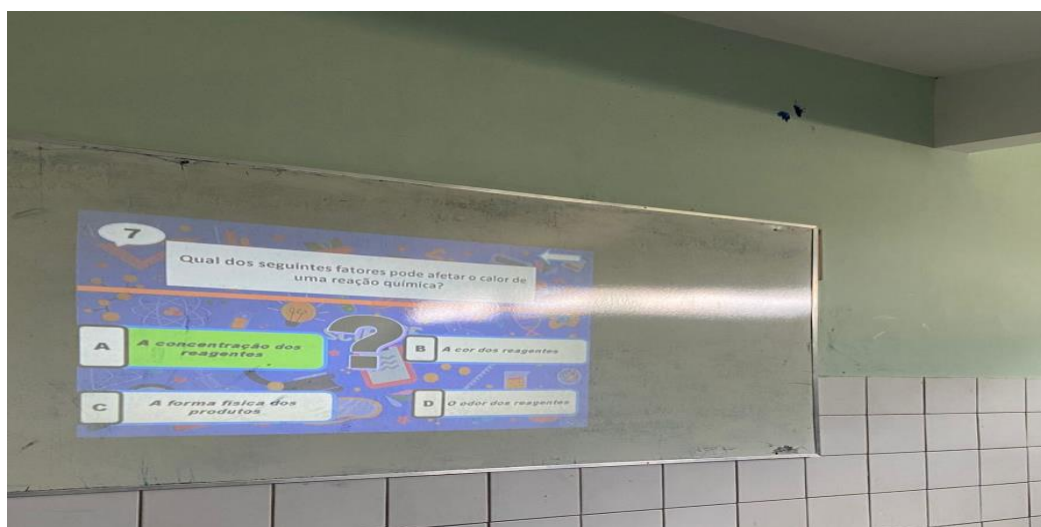 7
Qual dos seguintes fatores pode afetar o calor de
uma reação química?
A
A concentração dos
reagentes
B
A cor dos reagentes
C
A forma física dos
produtos
D
O odor dos reagentes